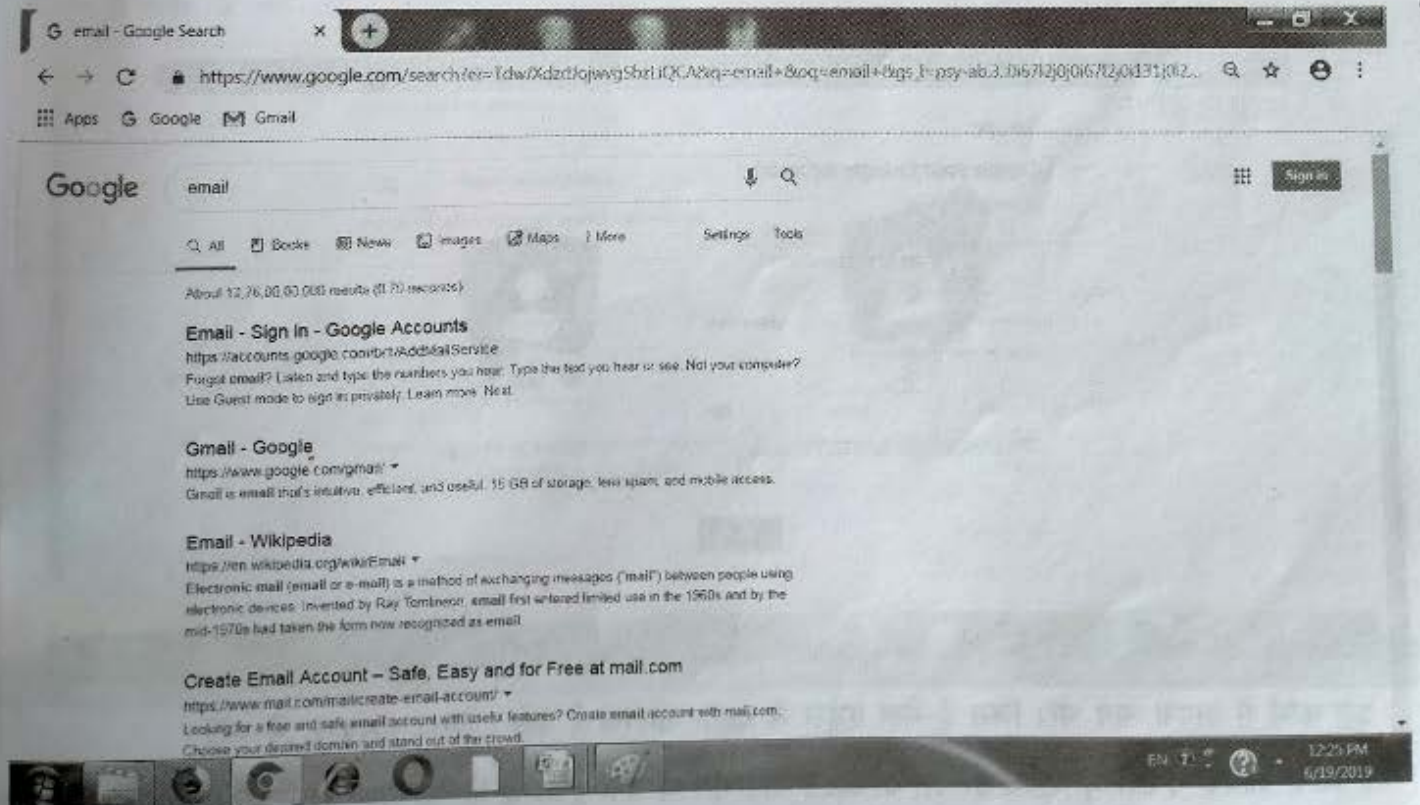 email - Google Search
Apps Google Gmail
Google email Sign in
All Books News Images Maps More Settings Tools
Email - Sign In - Google Accounts
Forgot email? Listen and type the numbers you hear. Type the text you hear or see. Not your computer?
Use Guest mode to sign in privately. Learn more. Next.
Gmail - Google
https://www.google.com/gmail/
Gmail is email that's intuitive, efficient, and useful. 15 GB of storage, less spam, and mobile access.
Email - Wikipedia
https://en.wikipedia.org/wiki/Email
Electronic mail (email or e-mail) is a method of exchanging messages ("mail") between people using
electronic devices. Invented by Ray Tomlinson, email first entered limited use in the 1960s and by the
mid-1970s had taken the form now recognized as email.
Create Email Account – Safe, Easy and for Free at mail.com
https://www.mail.com/mail/create-email-account/
Looking for a free and safe email account with useful features? Create email account with mail.com.
Choose your desired domain and stand out of the crowd.
EN 12:25 PM
6/19/2019